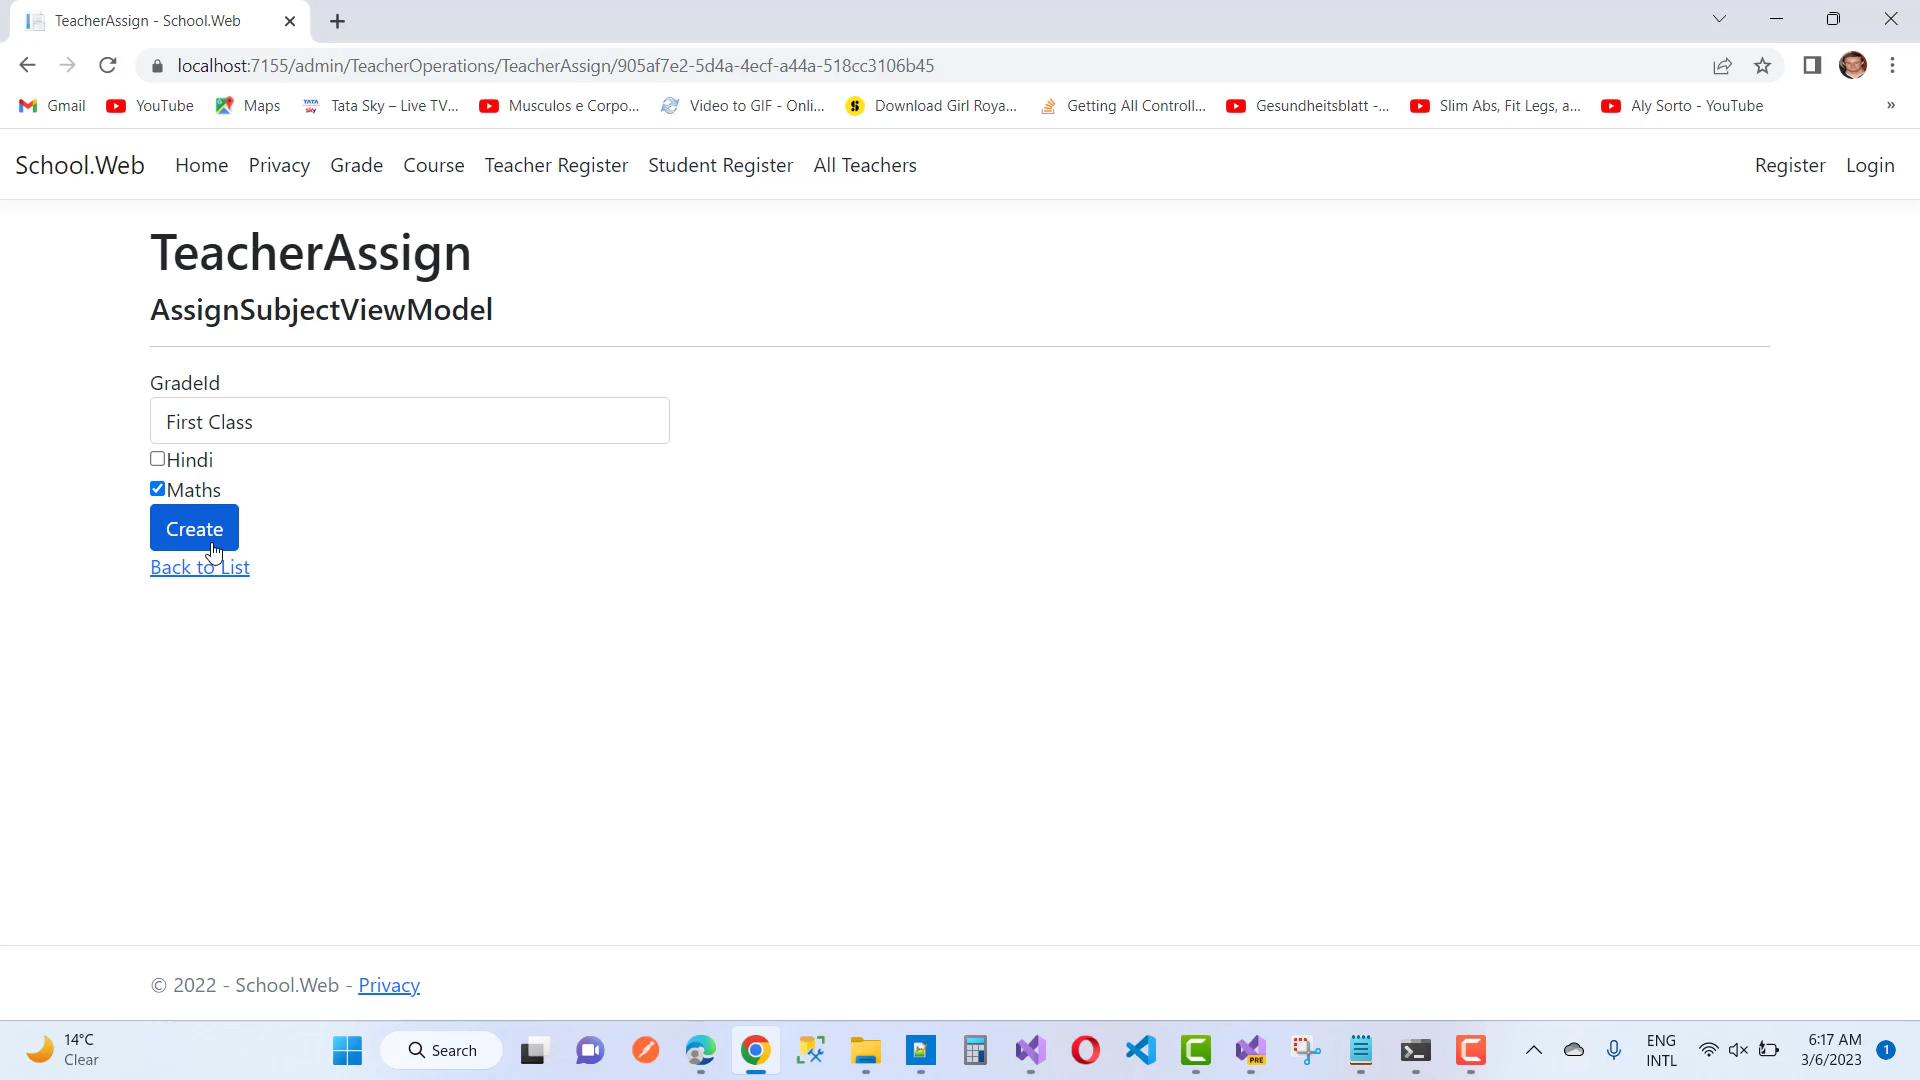 TeacherAssign - School.Web
localhost:7155/admin/TeacherOperations/TeacherAssign/905af7e2-5d4a-4ecf-a44a-518cc3106b45
Gmail YouTube Maps Tata Sky – Live TV... Musculos e Corpo... Video to GIF - Onli... Download Girl Roya... Getting All Controll... Gesundheitsblatt -... Slim Abs, Fit Legs, a... Aly Sorto - YouTube »
School.Web Home Privacy Grade Course Teacher Register Student Register All Teachers Register Login
TeacherAssign
AssignSubjectViewModel
GradeId
First Class
Hindi
Maths
Create
Back to List
© 2022 - School.Web - Privacy
14°C
Clear
Search
PRE
ENG
INTL
6:17 AM
3/6/2023
1